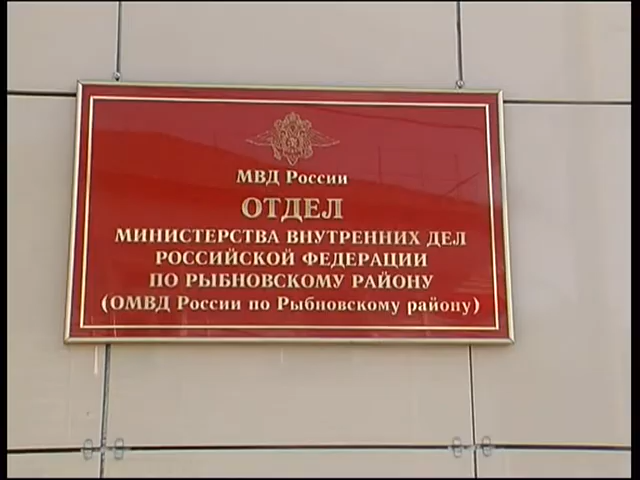 МВД России
ОТДЕЛ
МИНИСТЕРСТВА ВНУТРЕННИХ ДЕЛ
РОССИЙСКОЙ ФЕДЕРАЦИИ
ПО РЫБНОВСКОМУ РАЙОНУ
(ОМВД России по Рыбновскому району)